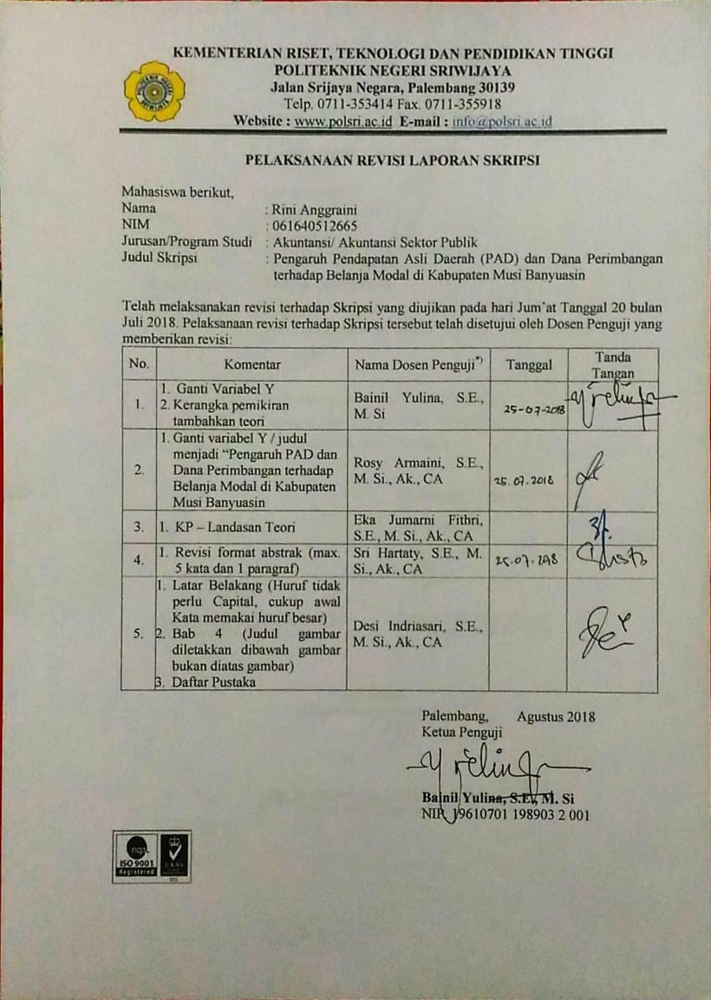 KEMENTERIAN RISET, TEKNOLOGI DAN PENDIDIKAN TINGGI
POLITEKNIK NEGERI SRIWIJAYA
Jalan Srijaya Negara, Palembang 30139
Telp. 0711-353414 Fax. 0711-355918
Website : www.polsri.ac.id E-mail : info@polsri.ac.id
POLITEKNIK NEGERI
SRIWIJAYA
PELAKSANAAN REVISI LAPORAN SKRIPSI
Mahasiswa berikut,
Nama : Rini Anggraini
NIM : 061640512665
Jurusan/Program Studi : Akuntansi/ Akuntansi Sektor Publik
Judul Skripsi : Pengaruh Pendapatan Asli Daerah (PAD) dan Dana Perimbangan
terhadap Belanja Modal di Kabupaten Musi Banyuasin
Telah melaksanakan revisi terhadap Skripsi yang diujikan pada hari Jum'at Tanggal 20 bulan
Juli 2018. Pelaksanaan revisi terhadap Skripsi tersebut telah disetujui oleh Dosen Penguji yang
memberikan revisi:
No. Komentar Nama Dosen Penguji*) Tanggal Tanda
Tangan
1. 1. Ganti Variabel Y
2. Kerangka pemikiran
tambahkan teori
Bainil Yulina, S.E.,
M. Si
25-07-2018
2. 1. Ganti variabel Y / judul
menjadi “Pengaruh PAD dan
Dana Perimbangan terhadap
Belanja Modal di Kabupaten
Musi Banyuasin
Rosy Armaini, S.E.,
M. Si., Ak., CA
25.07.2018
3. 1. KP – Landasan Teori
Eka Jumarni Fithri,
S.E., M. Si., Ak., CA
4. 1. Revisi format abstrak (max.
5 kata dan 1 paragraf)
Sri Hartaty, S.E., M.
Si., Ak., CA
25.07.2018
5. 1. Latar Belakang (Huruf tidak
perlu Capital, cukup awal
Kata memakai huruf besar)
2. Bab 4 (Judul gambar
diletakkan dibawah gambar
bukan diatas gambar)
3. Daftar Pustaka
Desi Indriasari, S.E.,
M. Si., Ak., CA
Palembang, Agustus 2018
Ketua Penguji
Bainil Yulina, S.E, M. Si
NIP. 19610701 198903 2 001
nqa
ISO 9001
Registered
UKAS